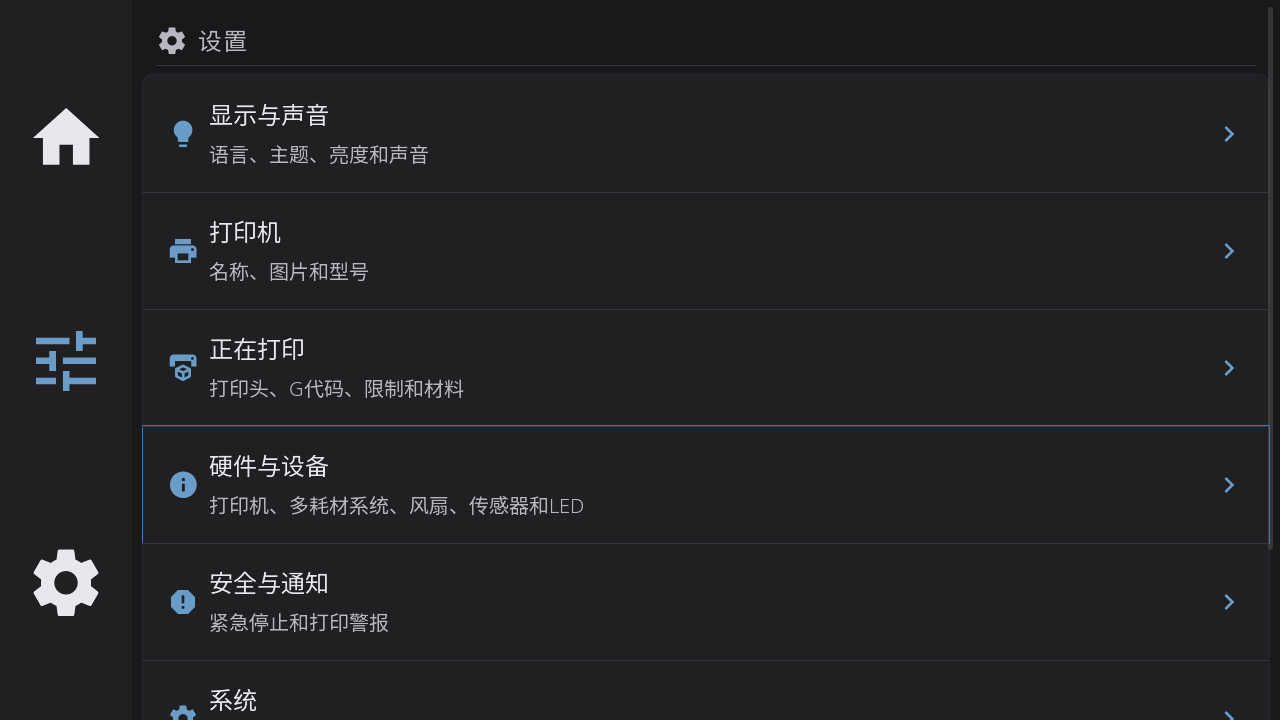 设置
显示与声音
语言、主题、亮度和声音
打印机
名称、图片和型号
正在打印
打印头、G代码、限制和材料
硬件与设备
打印机、多耗材系统、风扇、传感器和LED
安全与通知
紧急停止和打印警报
系统